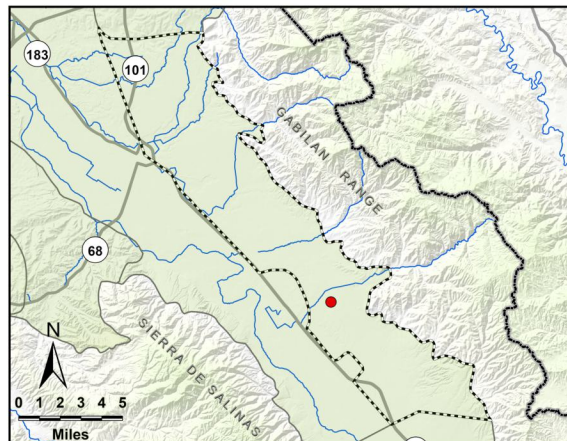 183
101
GABILAN RANGE
68
SIERRA DE SALINAS
N
0 1 2 3 4 5
Miles